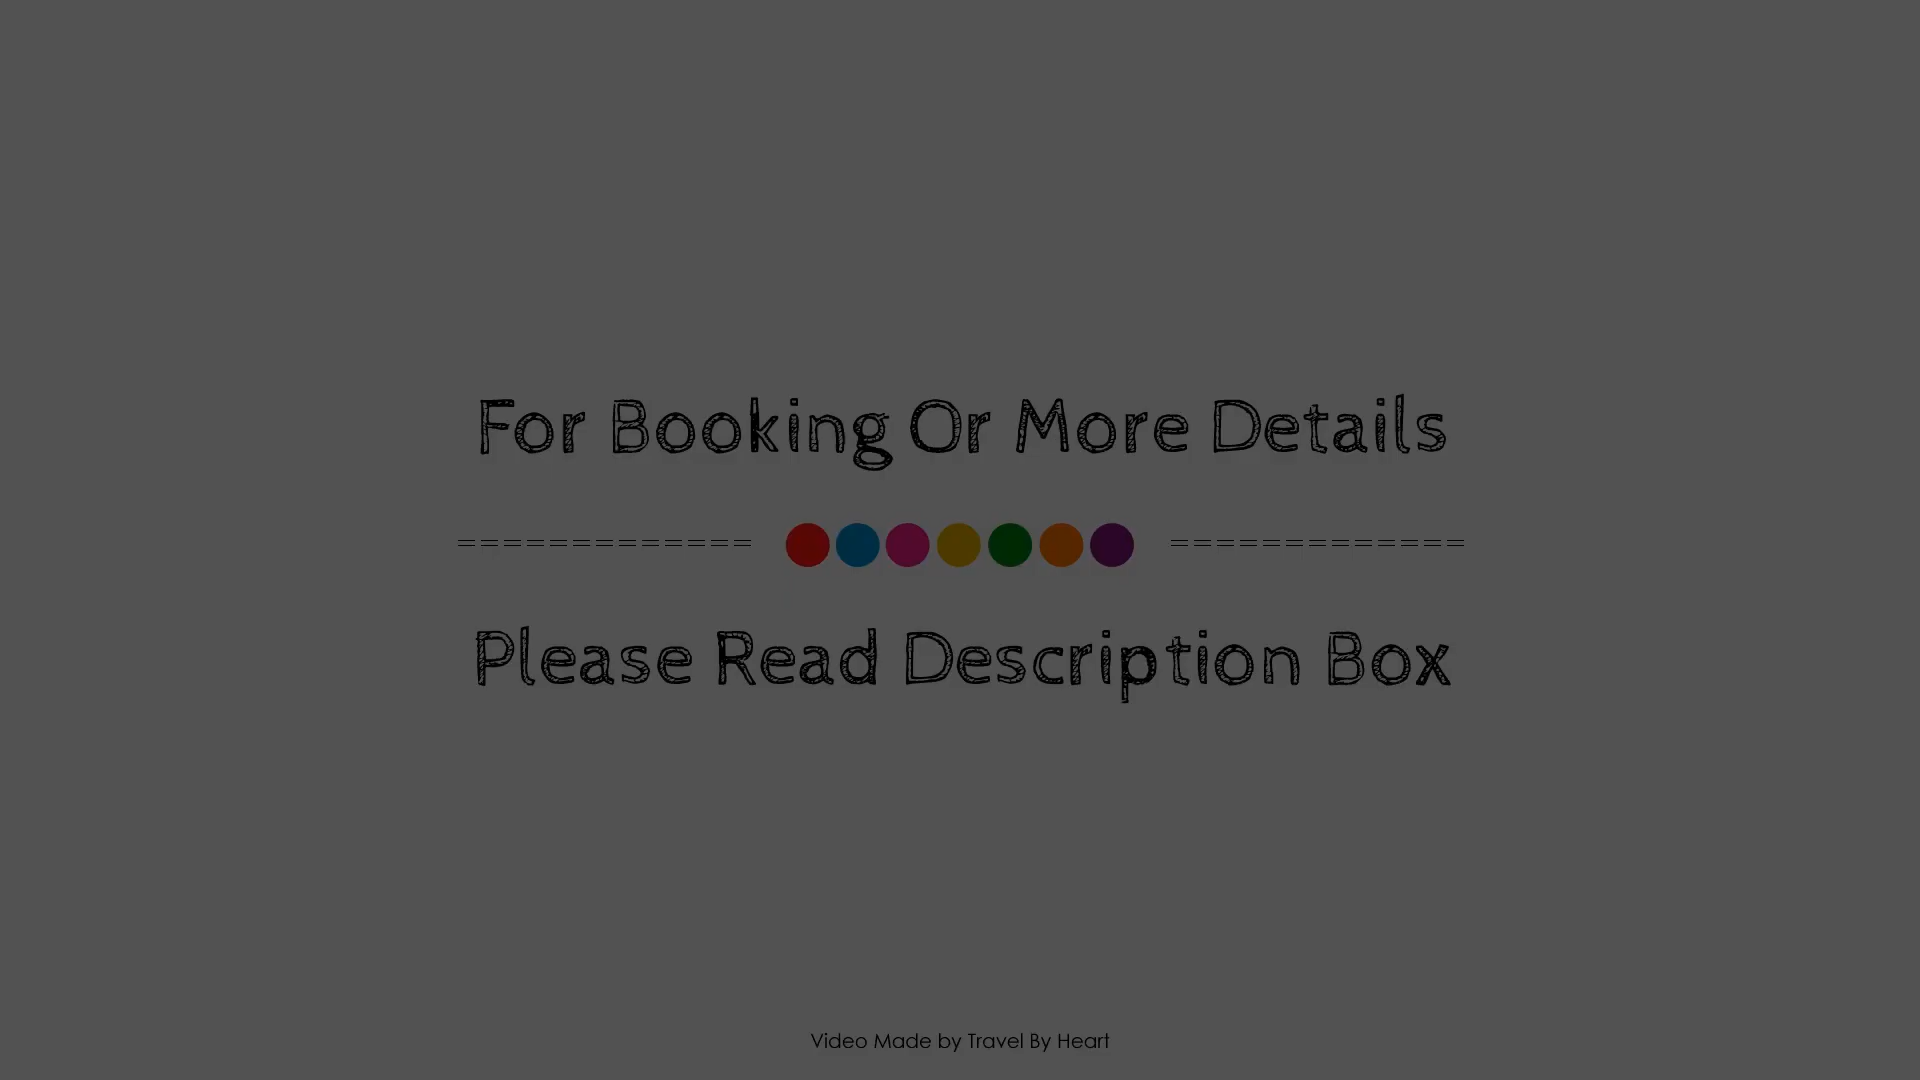 For Booking Or More Details
============= =============
Please Read Description Box
Video Made by Travel By Heart